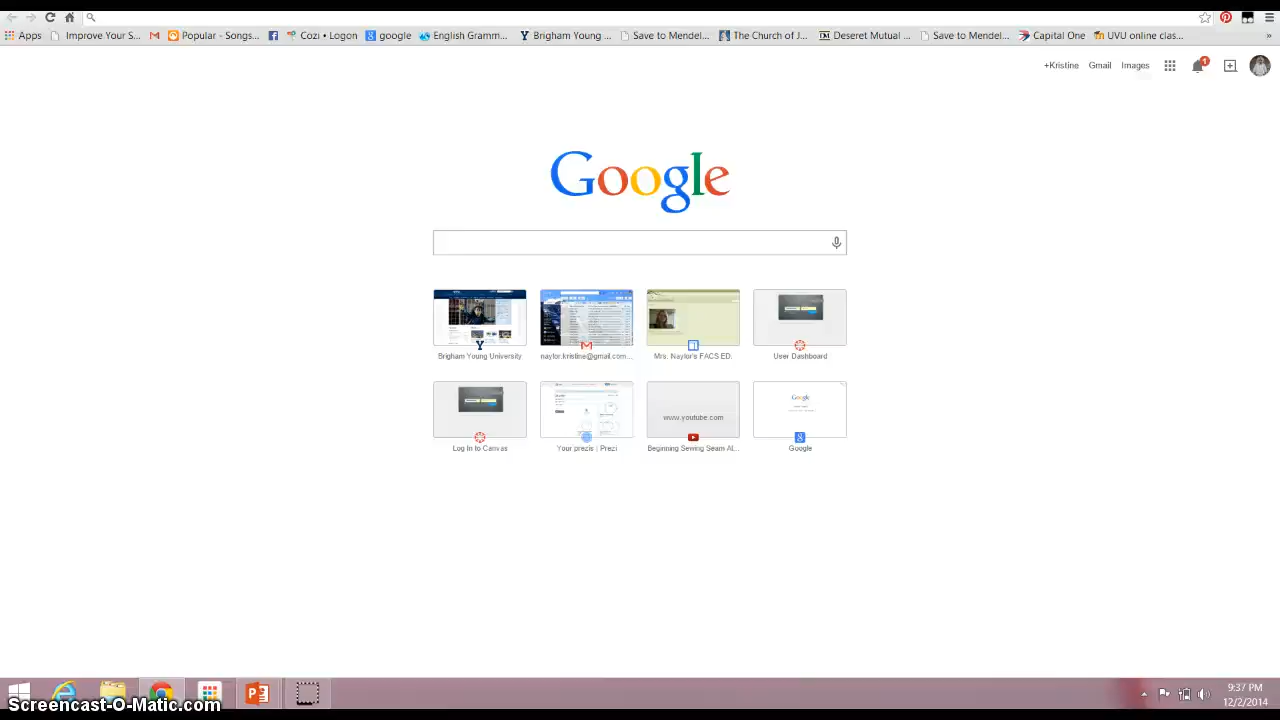 Apps Improve Your S... Popular - Songs... Cozi • Logon google English Gramm... Brigham Young ... Save to Mendel... The Church of J... Deseret Mutual ... Save to Mendel... Capital One UVU online clas... »
+Kristine Gmail Images 1
Google
Brigham Young University naylor.kristine@gmail.com... Mrs. Naylor's FACS ED. User Dashboard
www.youtube.com
Log In to Canvas Your prezis | Prezi Beginning Sewing Seam-Al... Google
9:37 PM
12/2/2014
Screencast-O-Matic.com